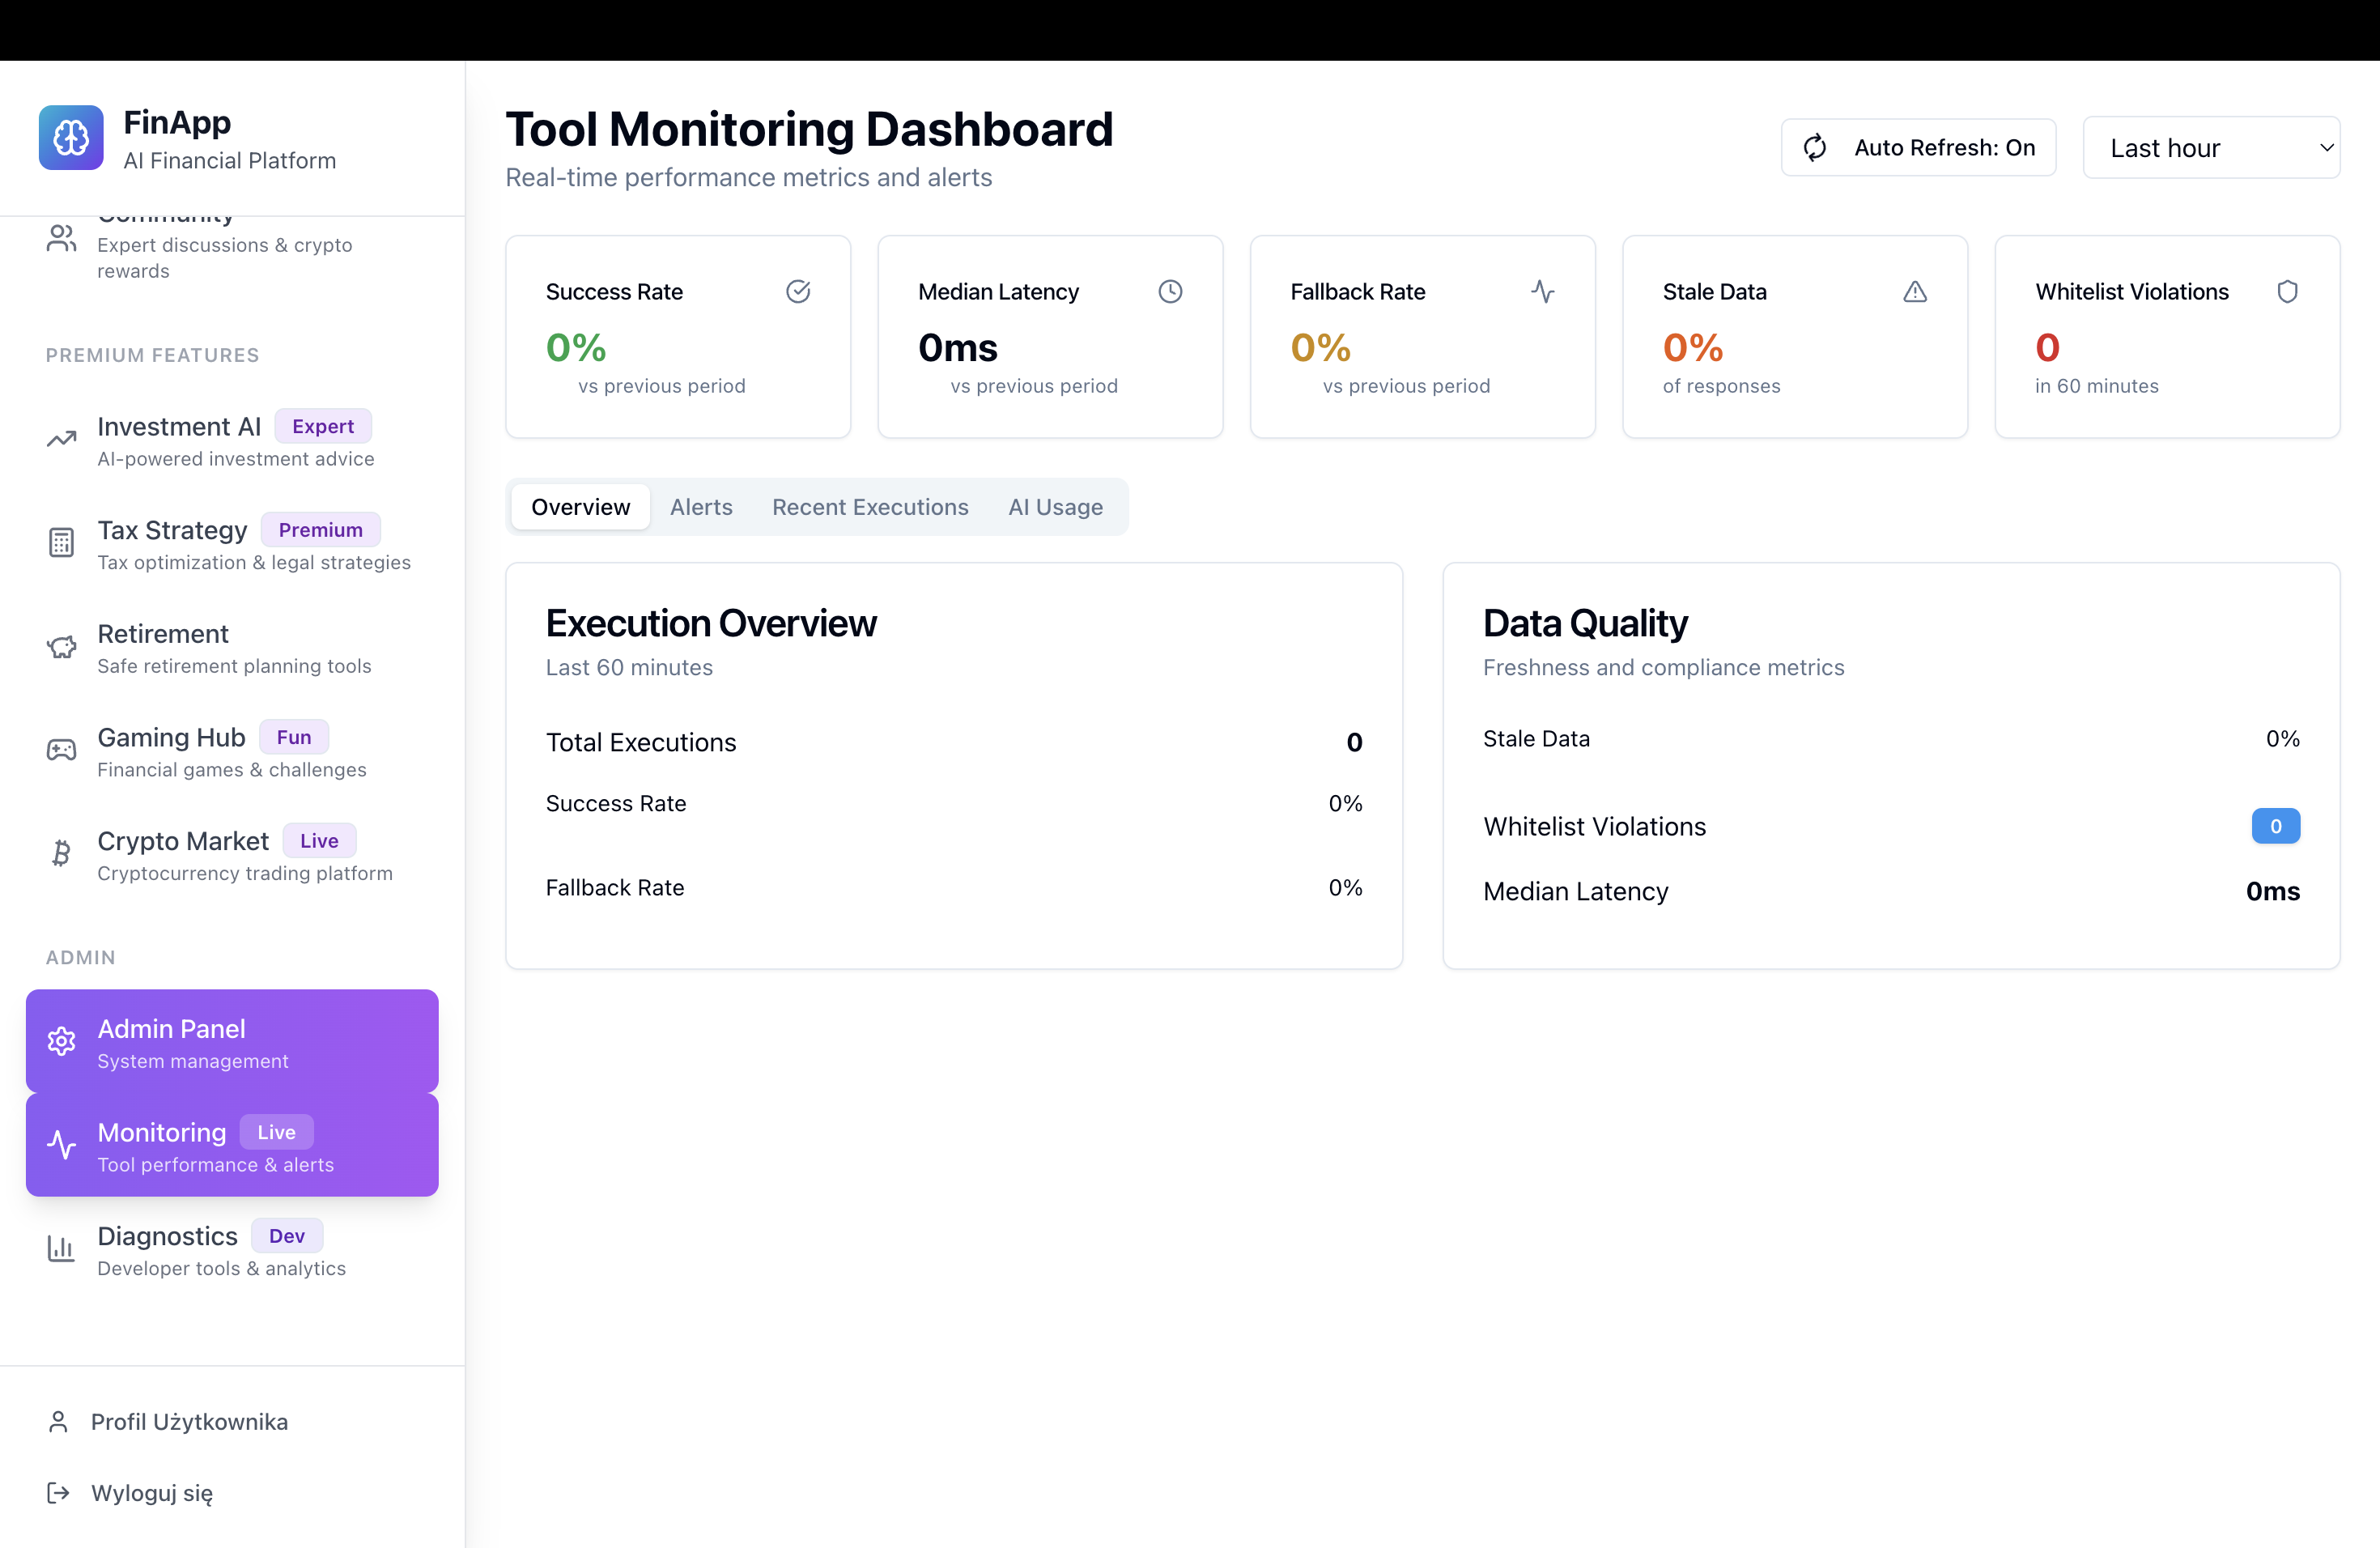 FinApp
AI Financial Platform
Community
Expert discussions & crypto
rewards
PREMIUM FEATURES
Investment AI Expert
AI-powered investment advice
Tax Strategy Premium
Tax optimization & legal strategies
Retirement
Safe retirement planning tools
Gaming Hub Fun
Financial games & challenges
Crypto Market Live
Cryptocurrency trading platform
ADMIN
Admin Panel
System management
Monitoring Live
Tool performance & alerts
Diagnostics Dev
Developer tools & analytics
Profil Użytkownika
Wyloguj się
Tool Monitoring Dashboard
Real-time performance metrics and alerts
Auto Refresh: On
Last hour
Success Rate
0%
vs previous period
Median Latency
0ms
vs previous period
Fallback Rate
0%
vs previous period
Stale Data
0%
of responses
Whitelist Violations
0
in 60 minutes
Overview Alerts Recent Executions AI Usage
Execution Overview
Last 60 minutes
Total Executions 0
Success Rate 0%
Fallback Rate 0%
Data Quality
Freshness and compliance metrics
Stale Data 0%
Whitelist Violations 0
Median Latency 0ms